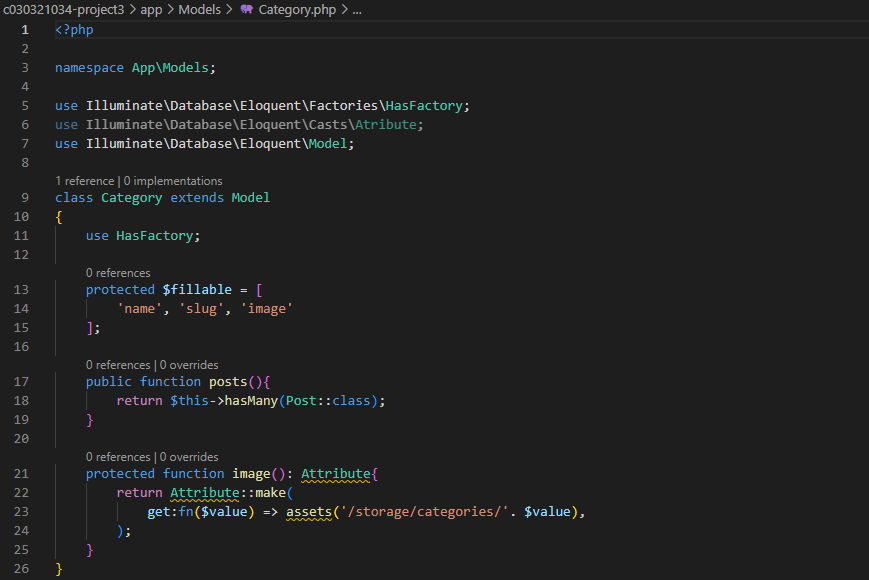 c030321034-project3 > app > Models > Category.php > ...
1 <?php
2
3 namespace App\Models;
4
5 use Illuminate\Database\Eloquent\Factories\HasFactory;
6 use Illuminate\Database\Eloquent\Casts\Atribute;
7 use Illuminate\Database\Eloquent\Model;
8
1 reference | 0 implementations
9 class Category extends Model
10 {
11 use HasFactory;
12
0 references
13 protected $fillable = [
14 'name', 'slug', 'image'
15 ];
16
0 references | 0 overrides
17 public function posts(){
18 return $this->hasMany(Post::class);
19 }
20
0 references | 0 overrides
21 protected function image(): Attribute{
22 return Attribute::make(
23 get:fn($value) => assets('/storage/categories/'. $value),
24 );
25 }
26 }